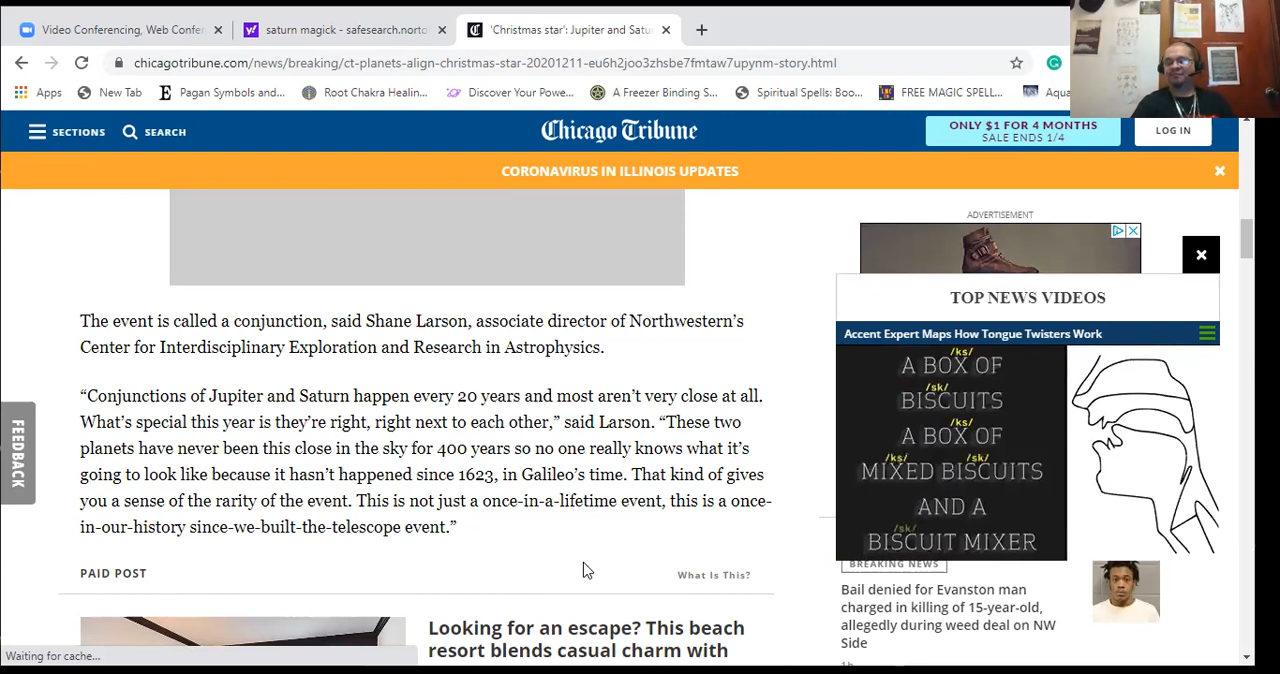 Video Conferencing, Web Confer
saturn magick - safesearch.norto
'Christmas star': Jupiter and Satu
chicagotribune.com/news/breaking/ct-planets-align-christmas-star-20201211-eu6h2joo3zhsbe7fmtaw7upynm-story.html
Apps
New Tab
Pagan Symbols and...
Root Chakra Healin...
Discover Your Powe...
A Freezer Binding S...
Spiritual Spells: Boo...
FREE MAGIC SPELL...
Aqua
SECTIONS
SEARCH
Chicago Tribune
ONLY $1 FOR 4 MONTHS
SALE ENDS 1/4
LOG IN
CORONAVIRUS IN ILLINOIS UPDATES
ADVERTISEMENT
The event is called a conjunction, said Shane Larson, associate director of Northwestern’s
Center for Interdisciplinary Exploration and Research in Astrophysics.
“Conjunctions of Jupiter and Saturn happen every 20 years and most aren’t very close at all.
What’s special this year is they’re right, right next to each other,” said Larson. “These two
planets have never been this close in the sky for 400 years so no one really knows what it’s
going to look like because it hasn’t happened since 1623, in Galileo’s time. That kind of gives
you a sense of the rarity of the event. This is not just a once-in-a-lifetime event, this is a once-
in-our-history since-we-built-the-telescope event.”
PAID POST
What Is This?
Looking for an escape? This beach
resort blends casual charm with
FEEDBACK
TOP NEWS VIDEOS
Accent Expert Maps How Tongue Twisters Work
/ks/
A BOX OF
/sk/
BISCUITS
/ks/
A BOX OF
/ks/ /sk/
MIXED BISCUITS
AND A
/sk/
BISCUIT MIXER
BREAKING NEWS
Bail denied for Evanston man
charged in killing of 15-year-old,
allegedly during weed deal on NW
Side
1h
Waiting for cache...